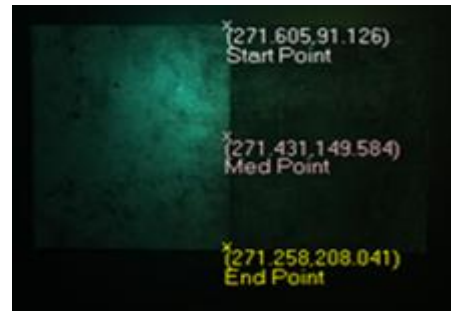 (271.605,91.126)
Start Point
(271.431,149.584)
Med Point
(271.258,208.041)
End Point